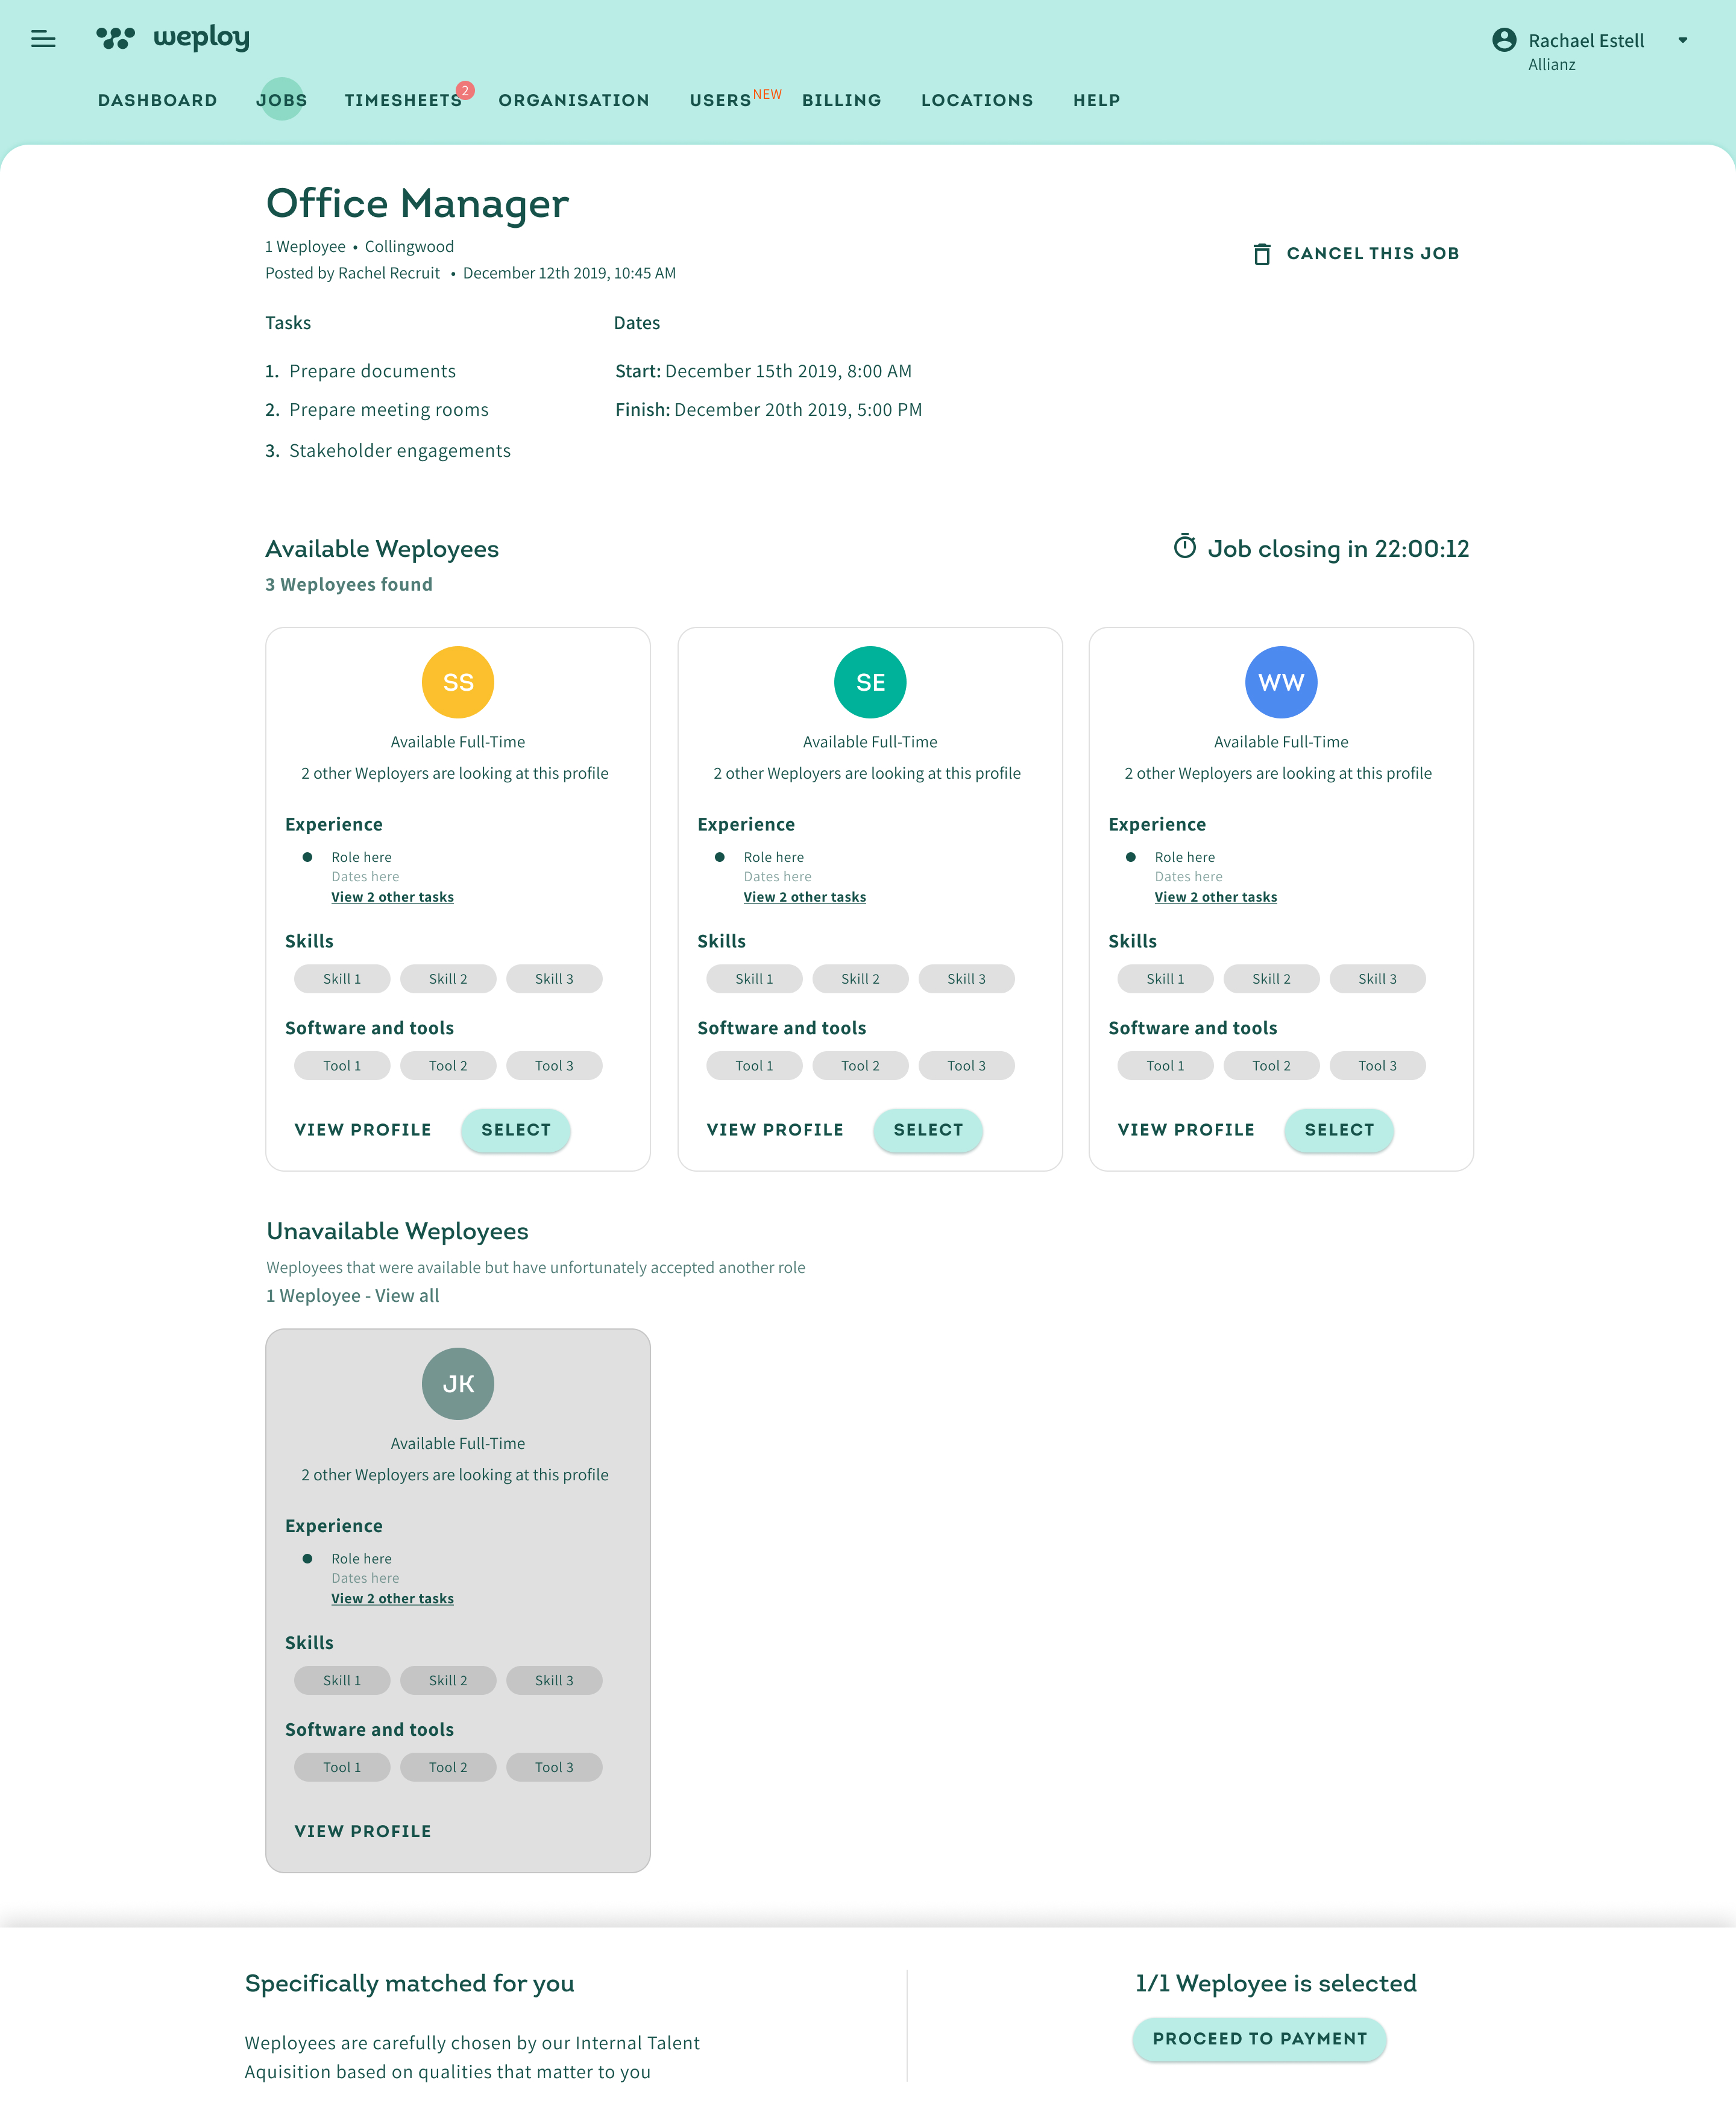 weploy
Rachael Estell
Allianz
DASHBOARD JOBS TIMESHEETS 2 ORGANISATION USERS NEW BILLING LOCATIONS HELP
Office Manager
1 Weployee • Collingwood
Posted by Rachel Recruit • December 12th 2019, 10:45 AM
CANCEL THIS JOB
Tasks
1. Prepare documents
2. Prepare meeting rooms
3. Stakeholder engagements
Dates
Start: December 15th 2019, 8:00 AM
Finish: December 20th 2019, 5:00 PM
Available Weployees
3 Weployees found
Job closing in 22:00:12
SS
Available Full-Time
2 other Weployers are looking at this profile
Experience
Role here
Dates here
View 2 other tasks
Skills
Skill 1 Skill 2 Skill 3
Software and tools
Tool 1 Tool 2 Tool 3
VIEW PROFILE SELECT
SE
Available Full-Time
2 other Weployers are looking at this profile
Experience
Role here
Dates here
View 2 other tasks
Skills
Skill 1 Skill 2 Skill 3
Software and tools
Tool 1 Tool 2 Tool 3
VIEW PROFILE SELECT
WW
Available Full-Time
2 other Weployers are looking at this profile
Experience
Role here
Dates here
View 2 other tasks
Skills
Skill 1 Skill 2 Skill 3
Software and tools
Tool 1 Tool 2 Tool 3
VIEW PROFILE SELECT
Unavailable Weployees
Weployees that were available but have unfortunately accepted another role
1 Weployee - View all
JK
Available Full-Time
2 other Weployers are looking at this profile
Experience
Role here
Dates here
View 2 other tasks
Skills
Skill 1 Skill 2 Skill 3
Software and tools
Tool 1 Tool 2 Tool 3
VIEW PROFILE
Specifically matched for you
Weployees are carefully chosen by our Internal Talent
Aquisition based on qualities that matter to you
1/1 Weployee is selected
PROCEED TO PAYMENT